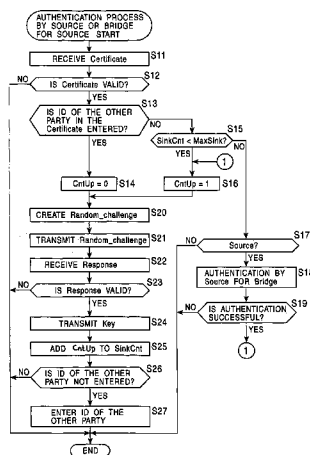 AUTHENTICATION PROCESS
BY SOURCE OR BRIDGE
FOR SOURCE START
S11
RECEIVE Certificate
S12
NO
IS Certificate VALID?
YES
S13
IS ID OF THE OTHER
PARTY IN THE
Certificate ENTERED?
NO
S15
SinkCnt < MaxSink?
YES
YES
NO
1
CntUp = 0
S14
CntUp = 1
S16
S20
CREATE Random_challenge
S21
TRANSMIT Random_challenge
S22
RECEIVE Response
S17
NO
Source?
S23
NO
IS Response VALID?
YES
YES
S18
AUTHENTICATION BY
Source FOR Bridge
S24
TRANSMIT Key
S19
NO
IS AUTHENTICATION
SUCCESSFUL?
S25
ADD CntUp TO SinkCnt
YES
S26
NO
IS ID OF THE OTHER
PARTY NOT ENTERED?
1
YES
S27
ENTER ID OF THE
OTHER PARTY
END